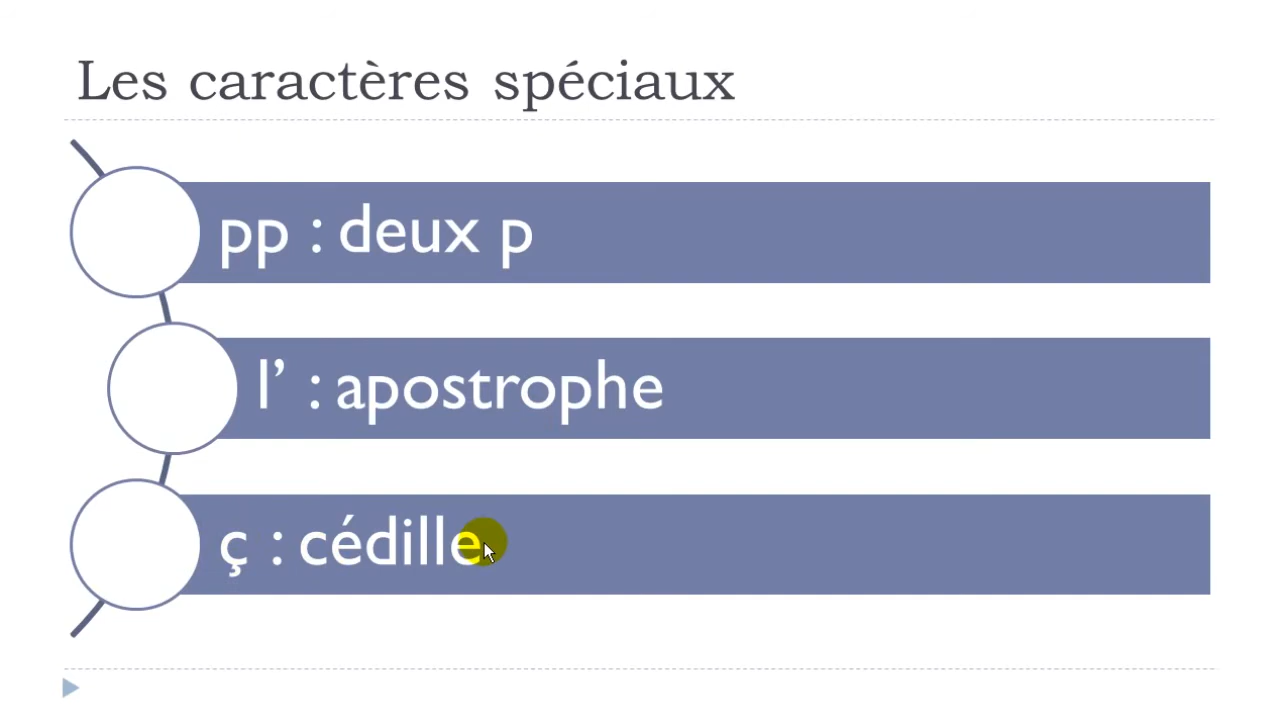 Les caractères spéciaux
pp : deux p
l’ : apostrophe
ç : cédille